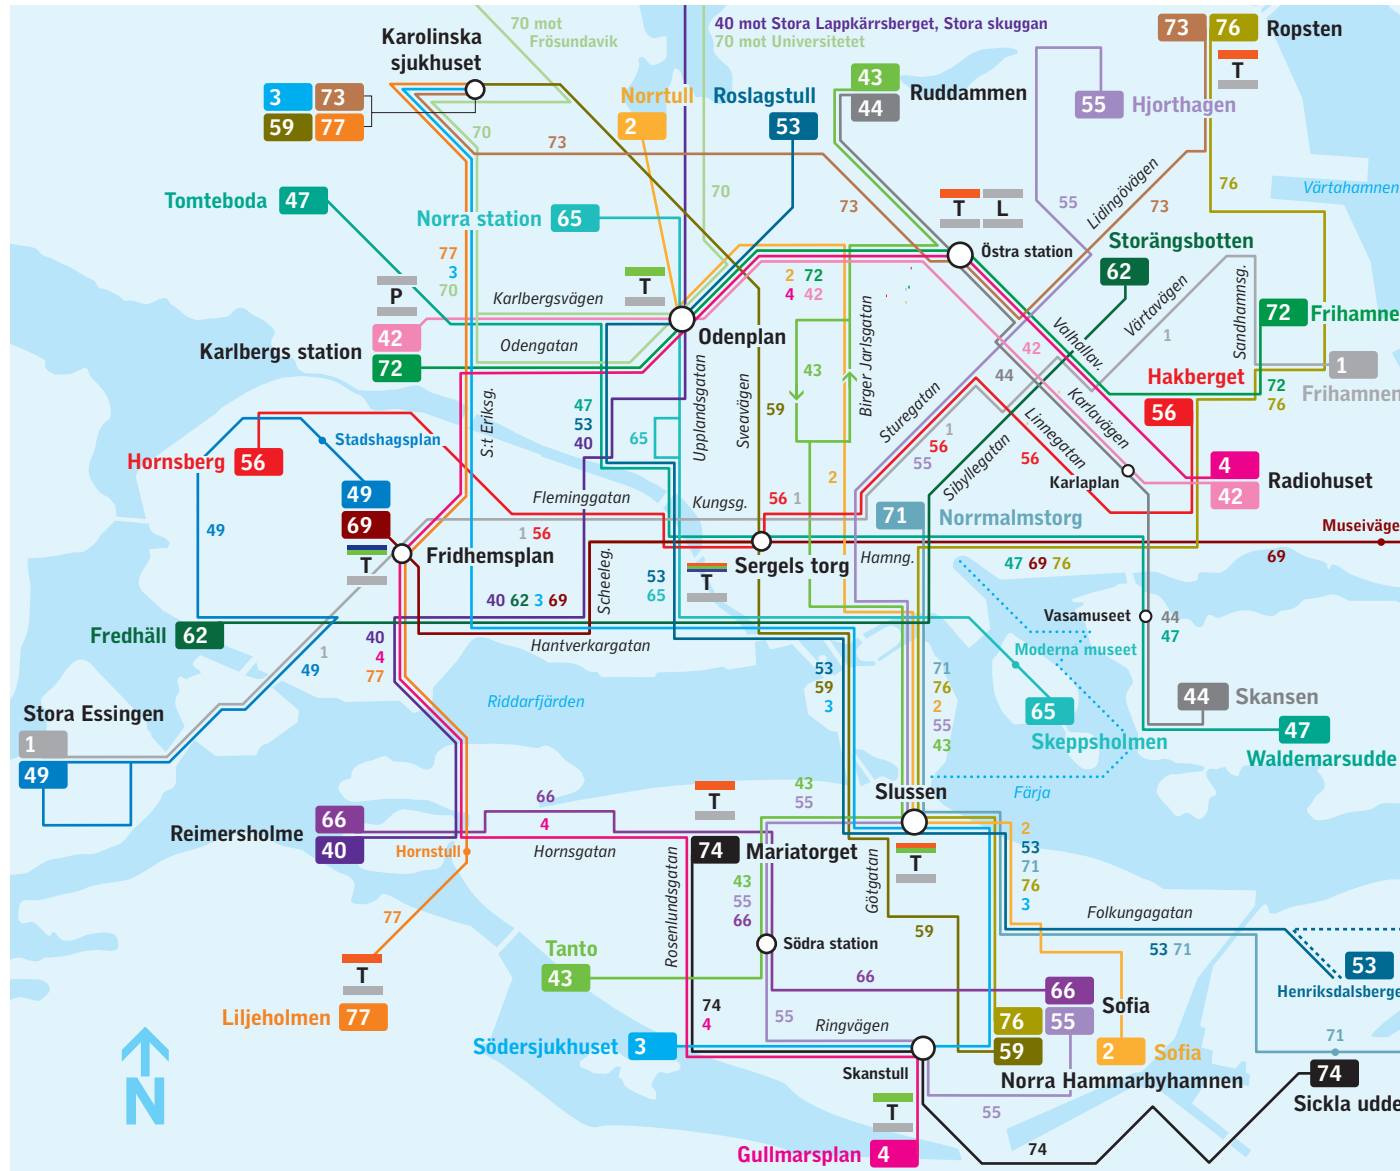 70 mot
Frösundavik
40 mot Stora Lappkärrsberget, Stora skuggan
70 mot Universitetet
Karolinska
sjukhuset
3 73
59 77
70
73
Norrtull
2
Roslagstull
53
43
44
Ruddammen
55
Hjorthagen
73 76
Ropsten
T
76
Värtahamnen
Tomteboda
47
Norra station
65
70
73
T L
Östra station
55
Lidingövägen
73
Storängsbotten
62
77
3
70
P
T
Karlbergsvägen
2 72
4 42
Birger Jarlsgatan
Värtavägen
Sandhamnsg.
72
Frihamne
42
Karlbergs station
72
Odengatan
Odenplan
Valhallav.
1
1
Frihamnen
43
42
44
Hakberget
56
72
76
S:t Eriksg.
47
53
40
65
Upplandsgatan
Sveavägen
59
Sturegatan
Karlavägen
Linnegatan
1
56
55
56
Stadshagsplan
Hornsberg
56
49
69
49
T
Fridhemsplan
Fleminggatan
Kungsg.
1 56
56 1
2
Sibyllegatan
Karlaplan
4
42
Radiohuset
71
Norrmalmstorg
Museiväge
69
Sergels torg
T
Hamng.
47 69 76
Scheeleg.
53
65
40 62 3 69
Fredhäll
62
Hantverkargatan
40
4
77
1
49
Vasamuseet
44
47
Moderna museet
53
59
3
71
76
2
55
43
Riddarfjärden
65
Skeppsholmen
44
Skansen
47
Waldemarsudde
Stora Essingen
1
49
Färja
T
43
55
Slussen
T
66
4
66
40
Reimersholme
Hornstull
Hornsgatan
74
Mariatorget
43
55
66
Rosenlundsgatan
Götgatan
2
53
71
76
3
Folkungagatan
53 71
77
59
Södra station
Tanto
43
66
53
Henriksdalsberge
T
Liljeholmen
77
74
4
55
Ringvägen
66
76 55
59
Sofia
2
Sofia
Norra Hammarbyhamnen
Södersjukhuset
3
Skanstull
71
74
Sickla udde
N
T
55
74
Gullmarsplan
4